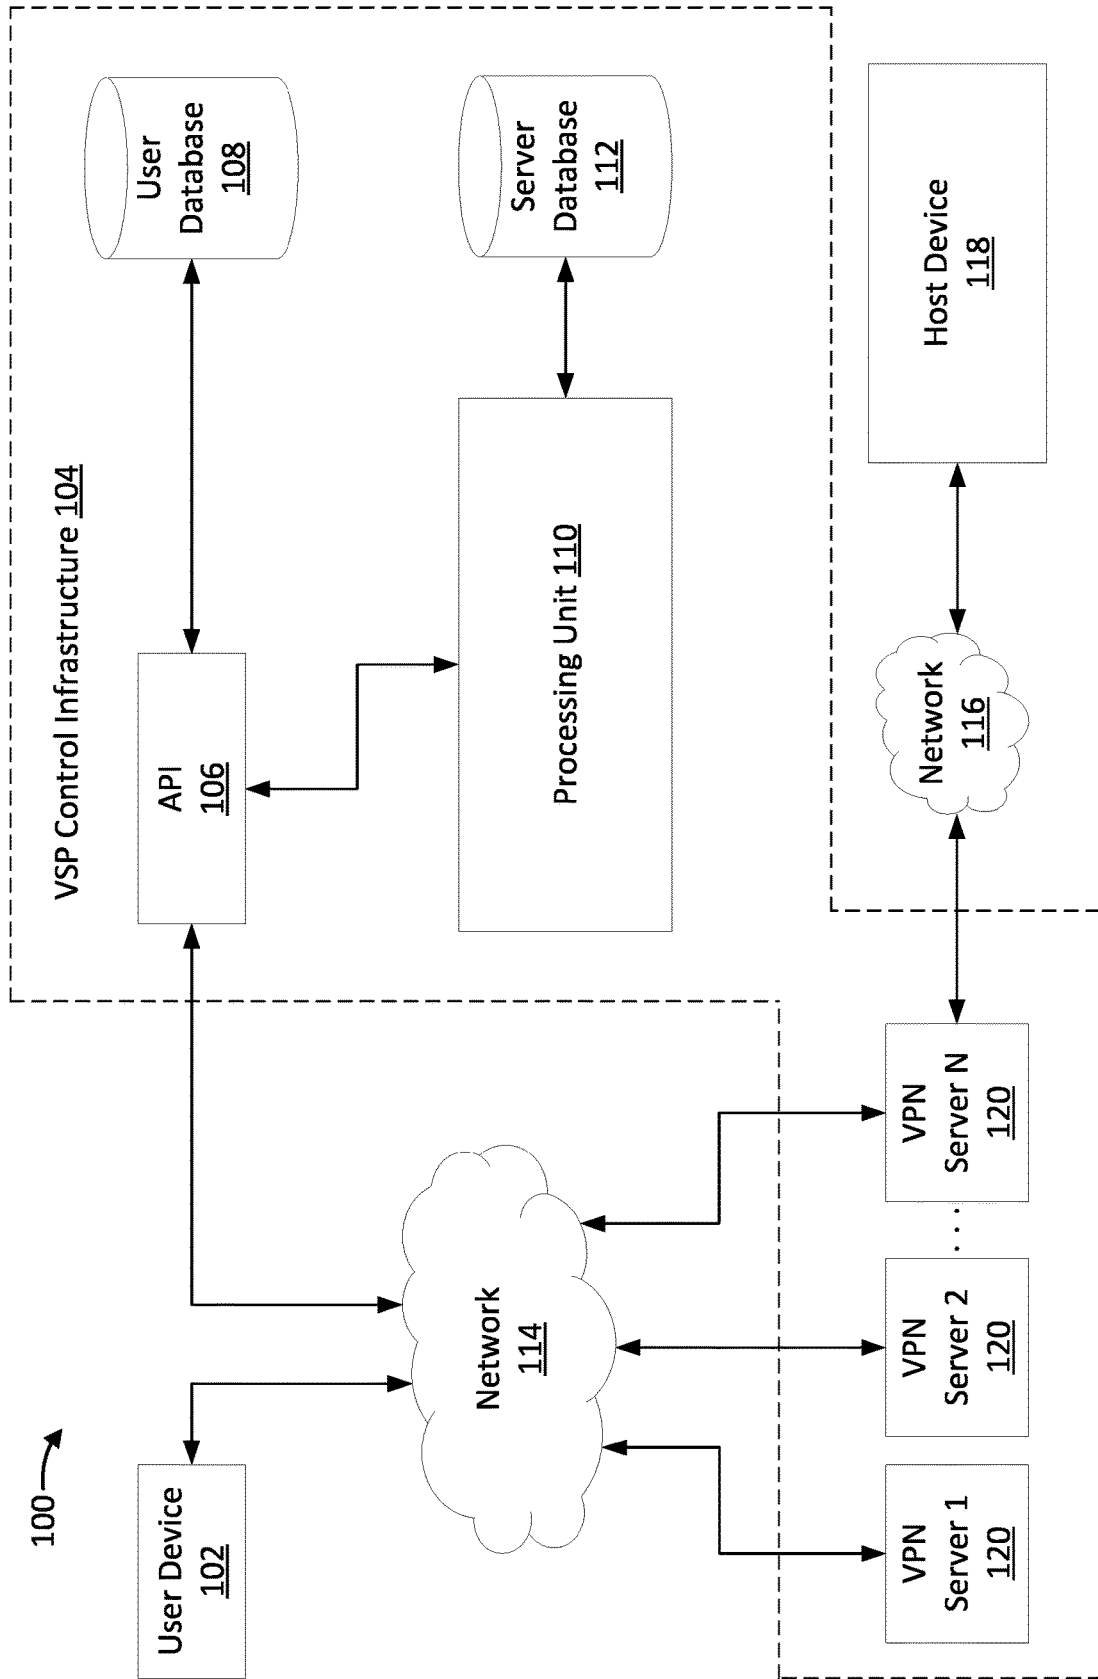 100
User Device
102
Network
114
VSP Control Infrastructure 104
API
106
User
Database
108
Processing Unit 110
Server
Database
112
VPN
Server 1
120
VPN
Server 2
120
. . .
VPN
Server N
120
Network
116
Host Device
118